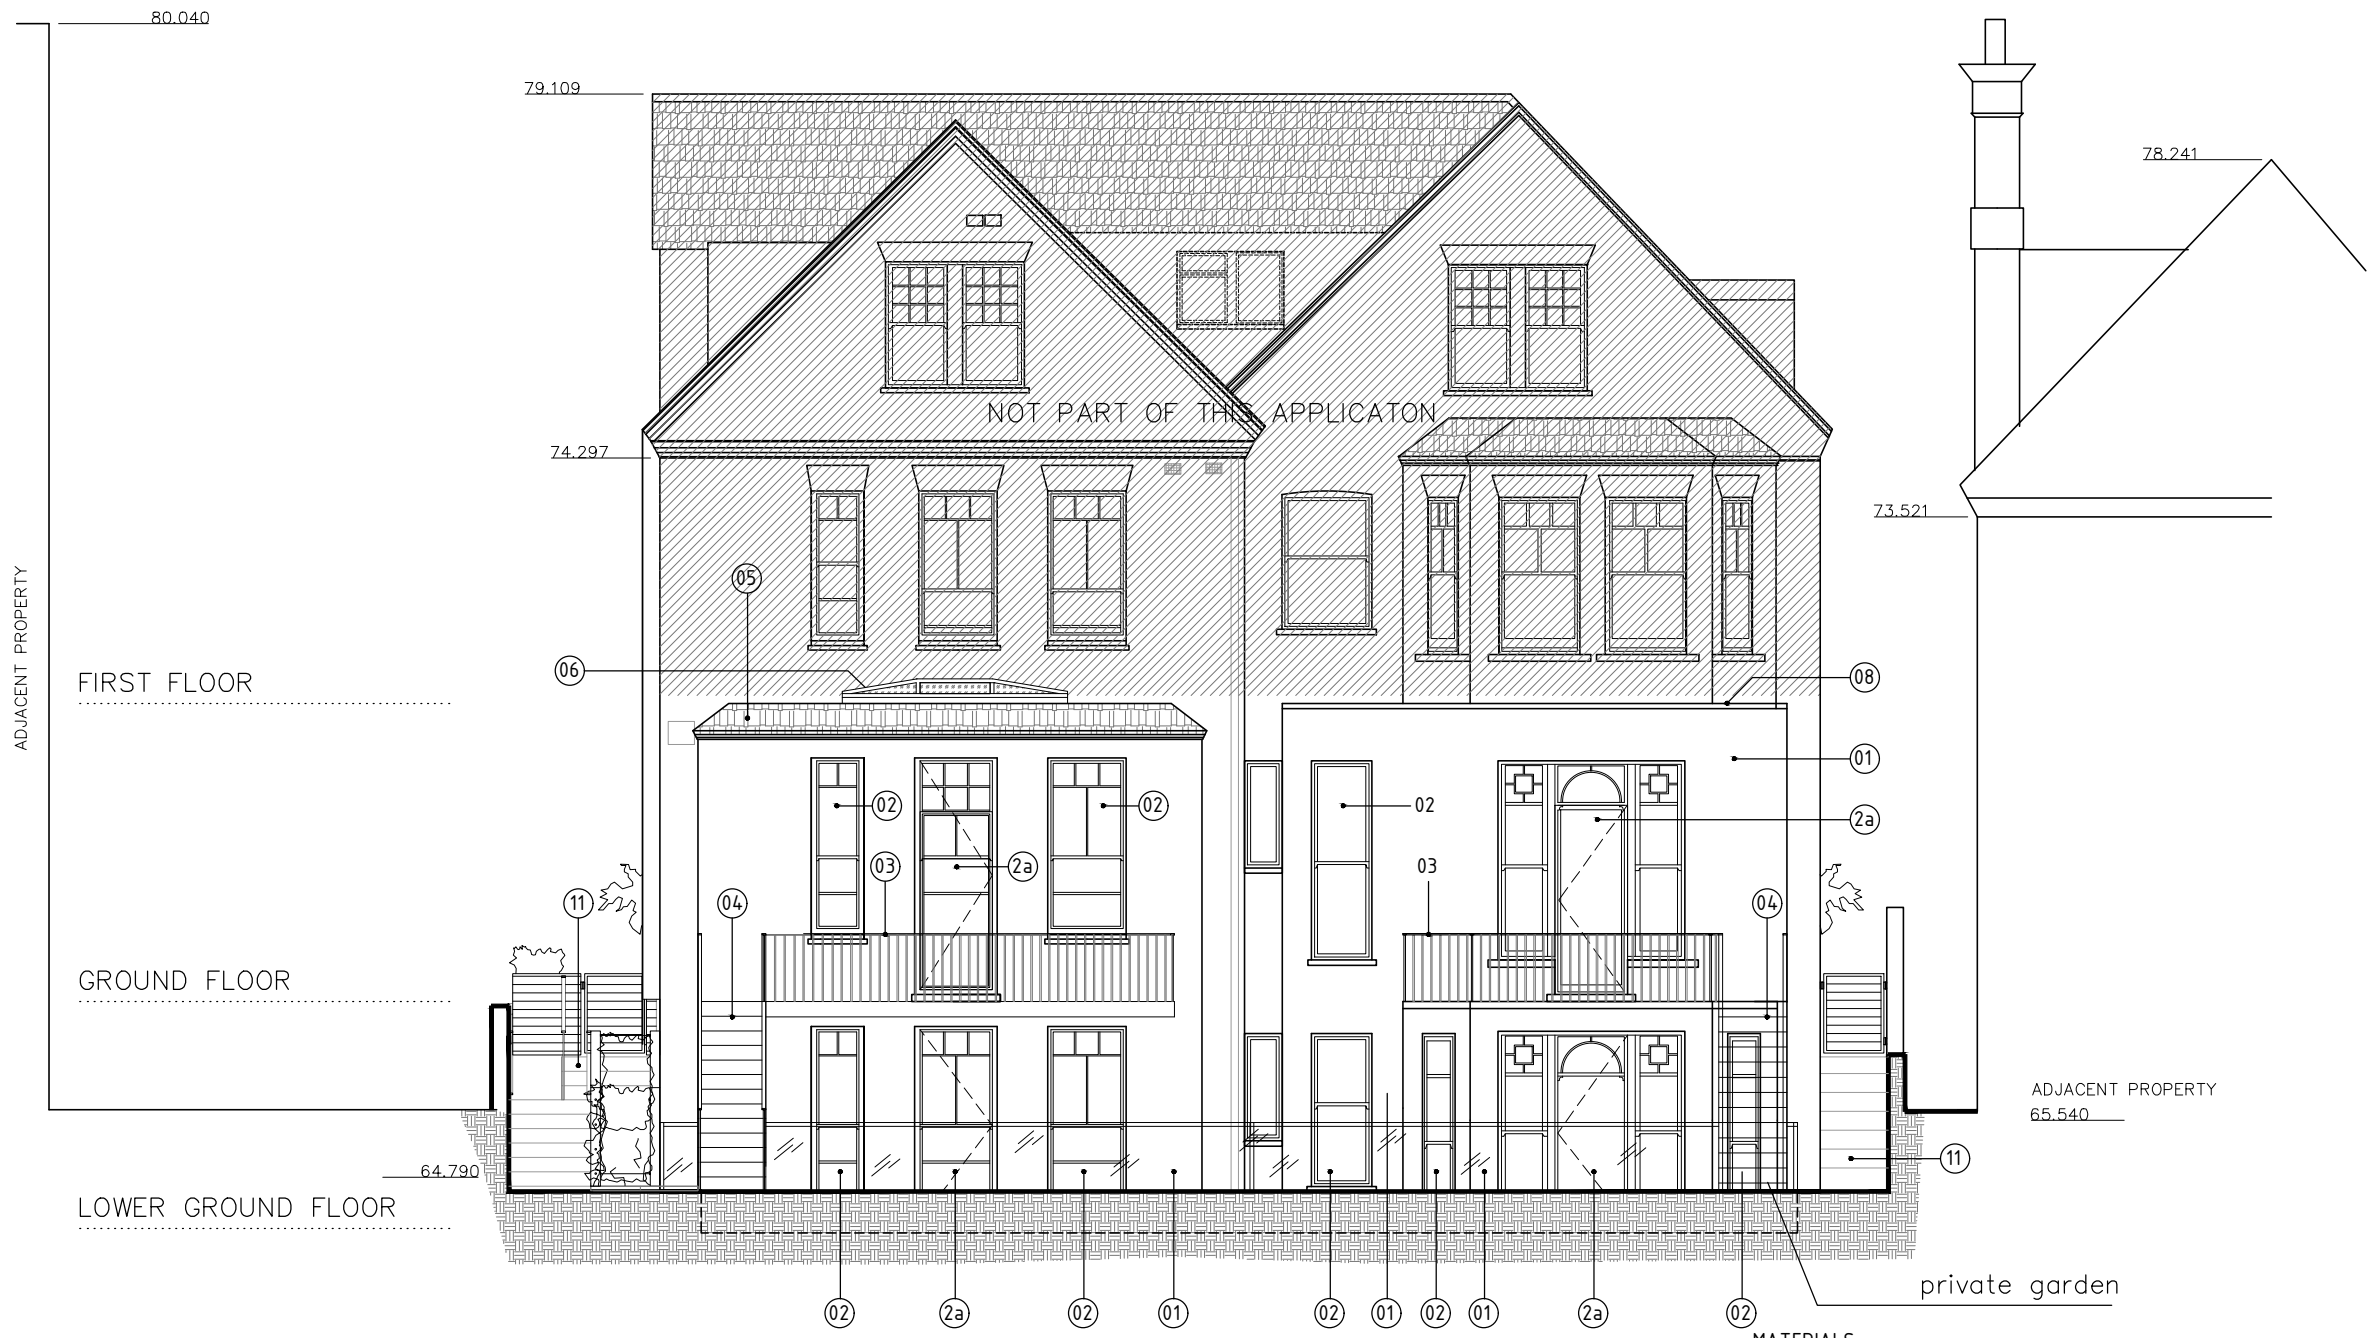 80.040
79.109
78.241
NOT PART OF THIS APPLICATON
74.297
73.521
05
ADJACENT PROPERTY
06
FIRST FLOOR
08
01
02
02
02
2a
03
2a
03
11
04
04
GROUND FLOOR
ADJACENT PROPERTY
65.540
64.790
11
LOWER GROUND FLOOR
private garden
02
2a
02
01
02
01
02
01
2a
02
MATERIALS